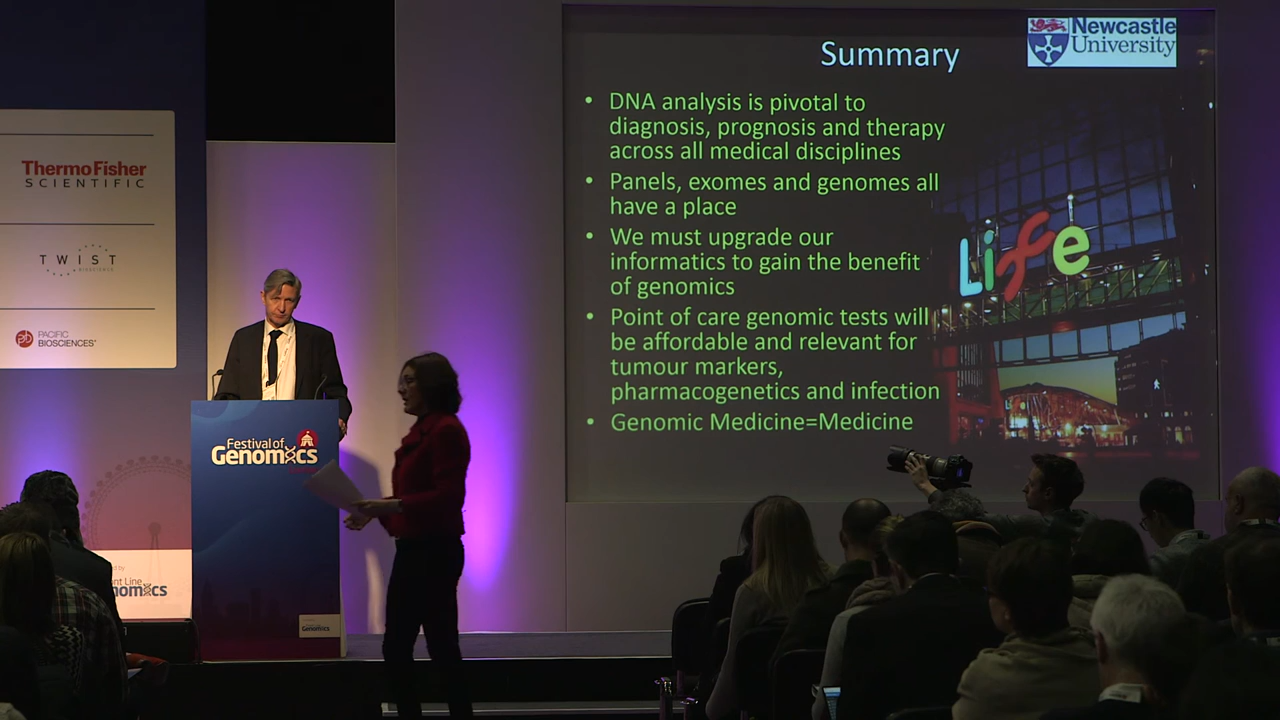 ThermoFisher
SCIENTIFIC
TWIST
BIOSCIENCE
PACIFIC
BIOSCIENCES
Festival of
Genomics
Genomics
Summary
Newcastle
University
• DNA analysis is pivotal to
diagnosis, prognosis and therapy
across all medical disciplines
• Panels, exomes and genomes all
have a place
• We must upgrade our
informatics to gain the benefit
of genomics
• Point of care genomic tests will
be affordable and relevant for
tumour markers,
pharmacogenetics and infection
• Genomic Medicine=Medicine
Life